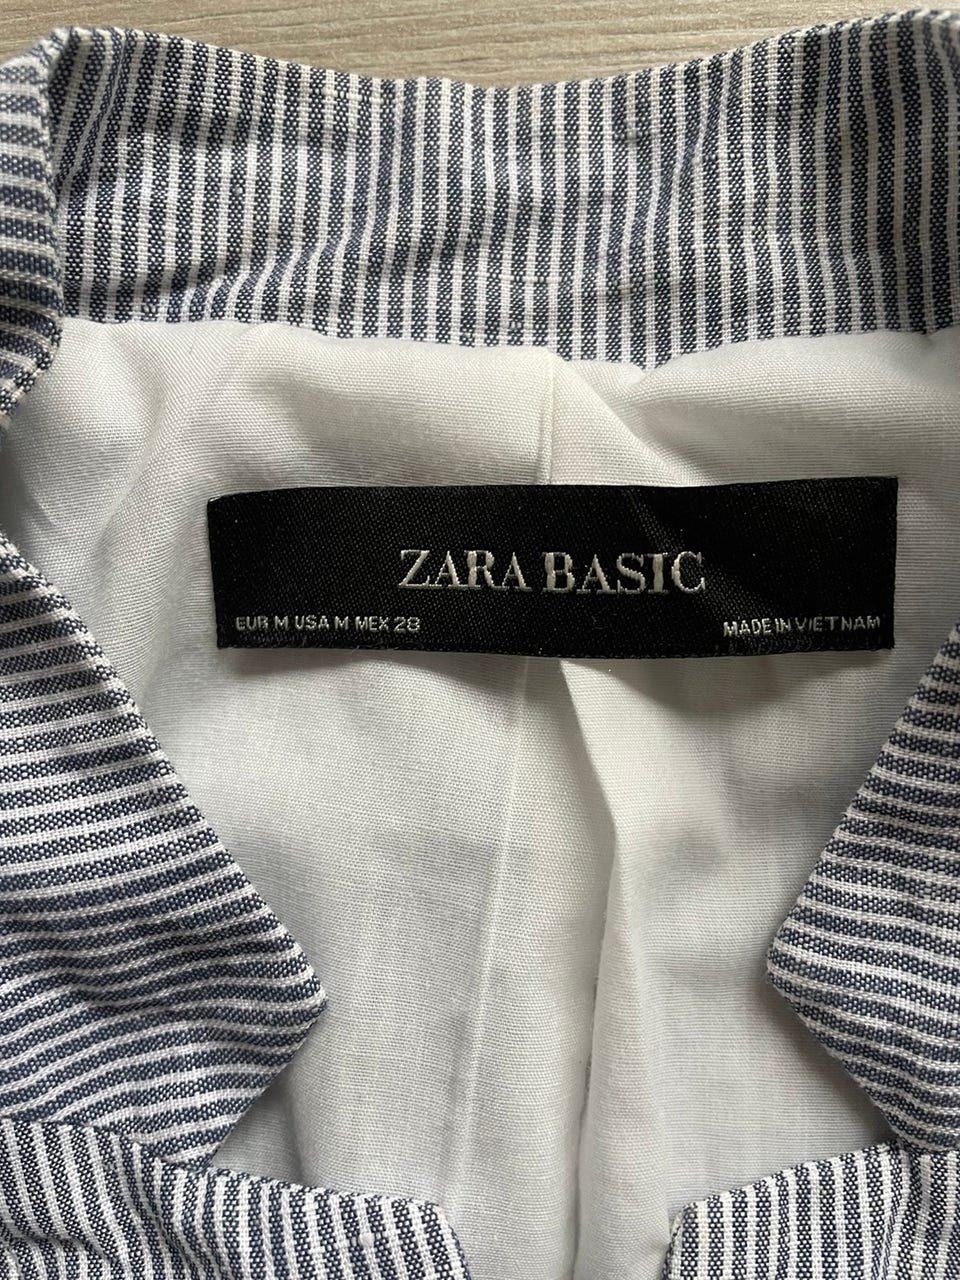 ZARA BASIC
EUR M USA M MEX 28
MADE IN VIETNAM